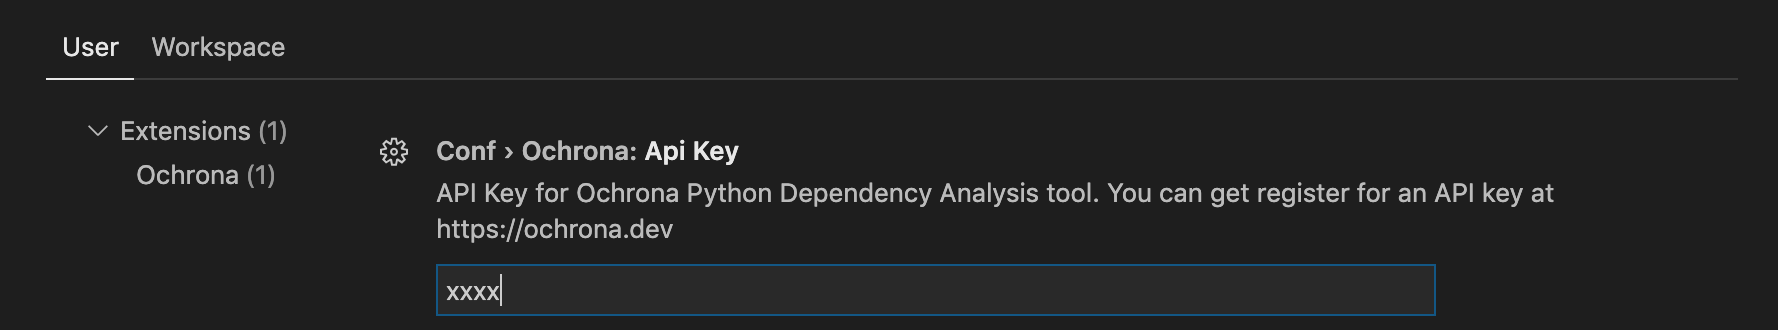 User Workspace
Extensions (1)
Ochrona (1)
Conf › Ochrona: Api Key
API Key for Ochrona Python Dependency Analysis tool. You can get register for an API key at
https://ochrona.dev
xxxx